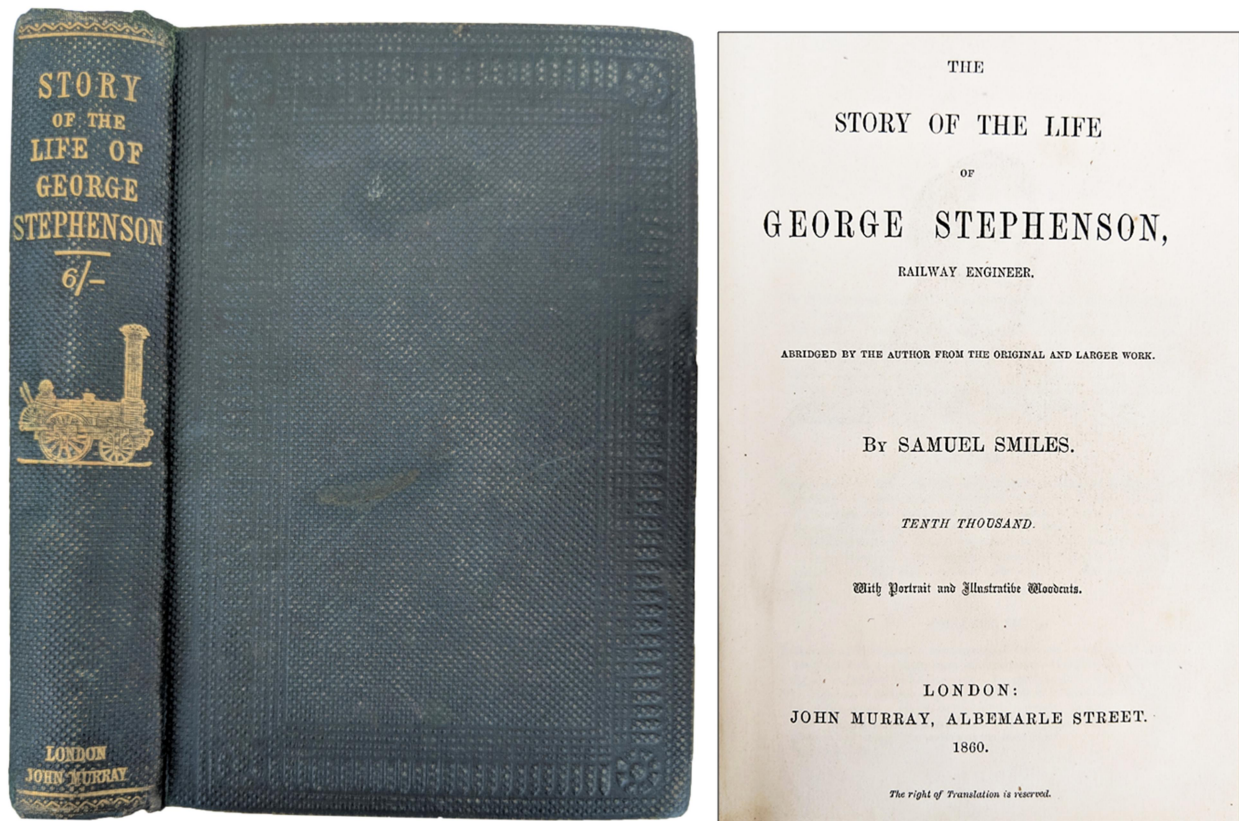 STORY
OF THE
LIFE OF
GEORGE
STEPHENSON
6/-
LONDON
JOHN MURRAY
THE
STORY OF THE LIFE
OF
GEORGE STEPHENSON,
RAILWAY ENGINEER.
ABRIDGED BY THE AUTHOR FROM THE ORIGINAL AND LARGER WORK.
By SAMUEL SMILES.
TENTH THOUSAND.
With Portrait and Illustrative Woodcuts.
LONDON:
JOHN MURRAY, ALBEMARLE STREET.
1860.
The right of Translation is reserved.